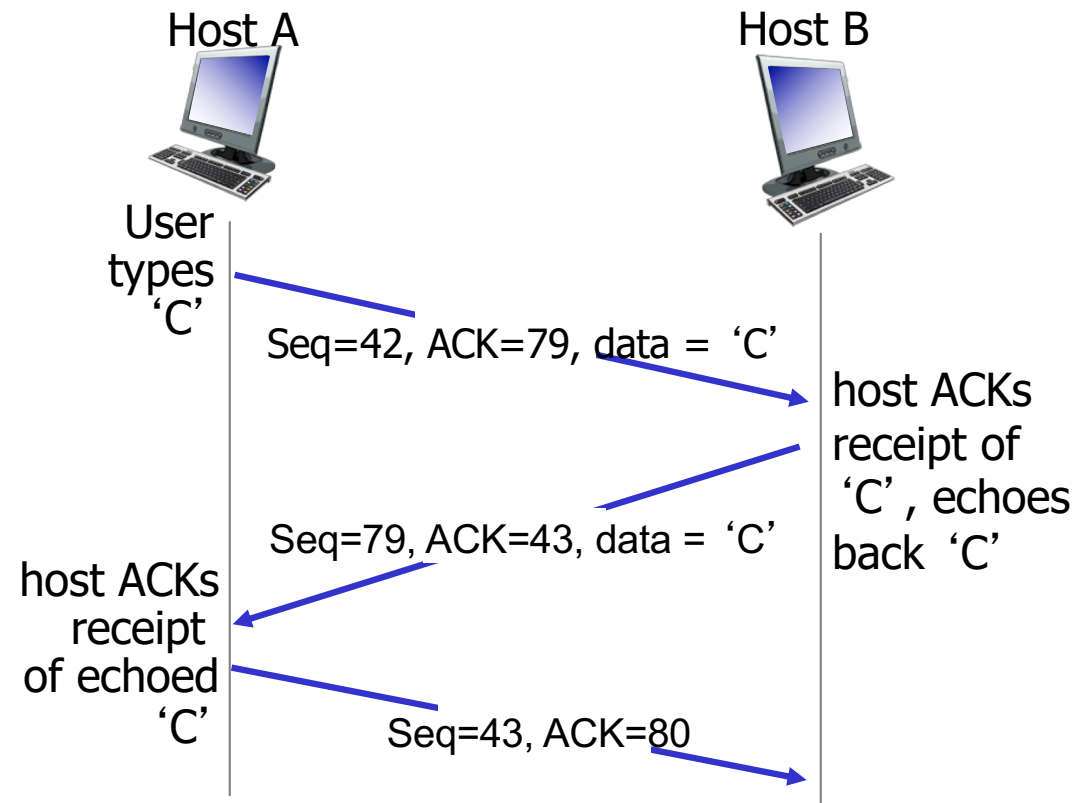 Host A
Host B
User
types
‘C’
Seq=42, ACK=79, data = ‘C’
host ACKs
receipt of
‘C’, echoes
back ‘C’
Seq=79, ACK=43, data = ‘C’
host ACKs
receipt
of echoed
‘C’
Seq=43, ACK=80